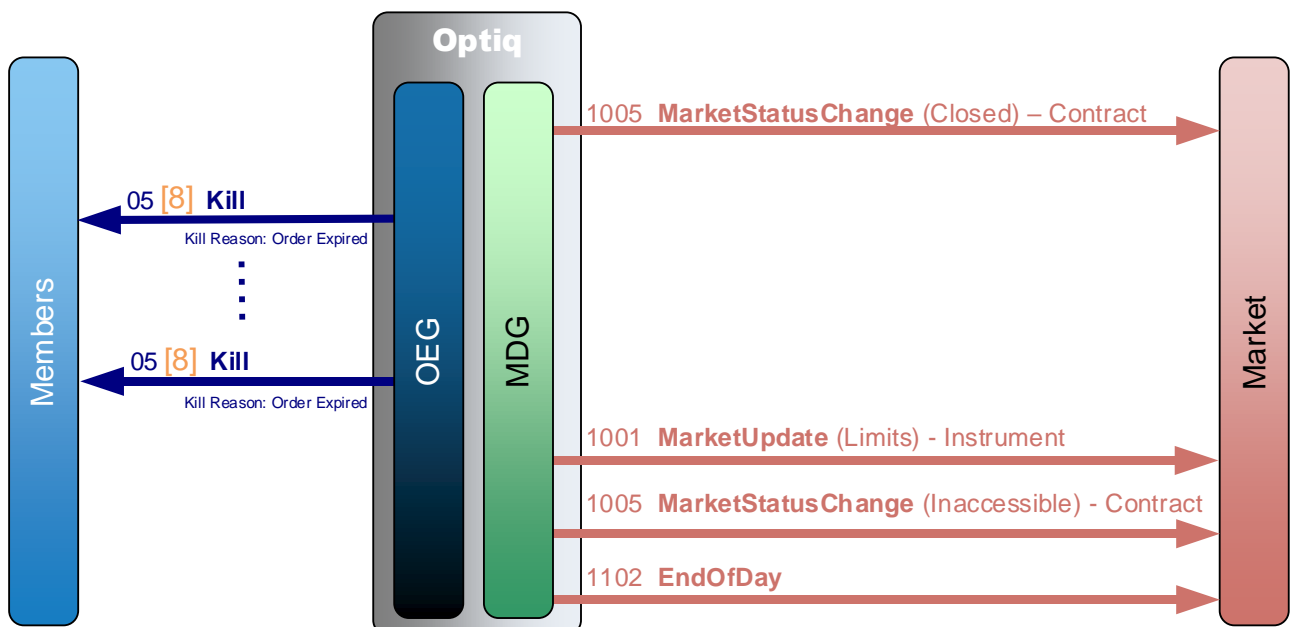 Optiq
1005 MarketStatusChange (Closed) – Contract
05 [8] Kill
Kill Reason: Order Expired
Members
OEG
MDG
Market
05 [8] Kill
Kill Reason: Order Expired
1001 MarketUpdate (Limits) - Instrument
1005 MarketStatusChange (Inaccessible) - Contract
1102 EndOfDay